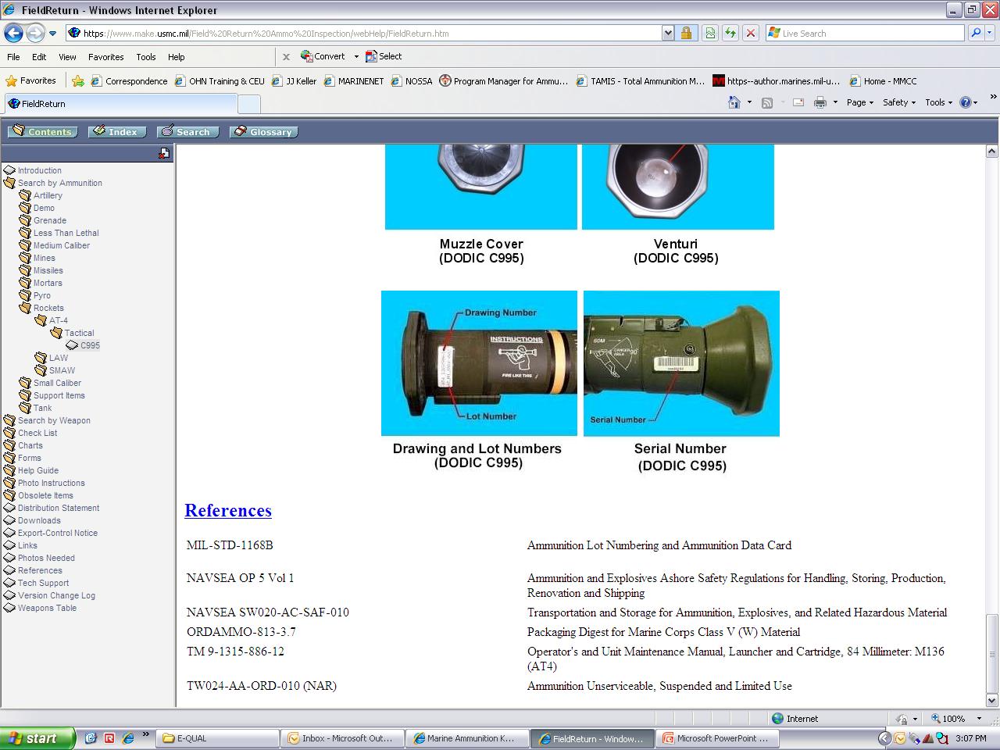 FieldReturn - Windows Internet Explorer
https://www.make.usmc.mil/Field%20Return%20Ammo%20Inspection/webHelp/FieldReturn.htm
Live Search
File Edit View Favorites Tools Help
x Convert Select
Favorites Correspondence OHN Training & CEU JJ Keller MARINENET NOSSA Program Manager for Ammu... TAMIS - Total Ammunition M... https--author.marines.mil-u... Home - MMCC
FieldReturn
Page Safety Tools
Contents Index Search Glossary
Introduction
Search by Ammunition
Artillery
Demo
Grenade
Less Than Lethal
Medium Caliber
Mines
Missiles
Mortars
Pyro
Rockets
AT-4
Tactical
C995
LAW
SMAW
Small Caliber
Support Items
Tank
Search by Weapon
Check List
Charts
Forms
Help Guide
Photo Instructions
Obsolete Items
Distribution Statement
Downloads
Export-Control Notice
Links
Photos Needed
References
Tech Support
Version Change Log
Weapons Table
Muzzle Cover
(DODIC C995)
Venturi
(DODIC C995)
Drawing Number
INSTRUCTIONS
FIRE LIKE THIS
Lot Number
60M
DANGER
AREA
Serial Number
Drawing and Lot Numbers
(DODIC C995)
Serial Number
(DODIC C995)
References
MIL-STD-1168B Ammunition Lot Numbering and Ammunition Data Card
NAVSEA OP 5 Vol 1 Ammunition and Explosives Ashore Safety Regulations for Handling, Storing, Production,
Renovation and Shipping
NAVSEA SW020-AC-SAF-010 Transportation and Storage for Ammunition, Explosives, and Related Hazardous Material
ORDAMMO-813-3.7 Packaging Digest for Marine Corps Class V (W) Material
TM 9-1315-886-12 Operator's and Unit Maintenance Manual, Launcher and Cartridge, 84 Millimeter: M136
(AT4)
TW024-AA-ORD-010 (NAR) Ammunition Unserviceable, Suspended and Limited Use
Internet 100%
start E-QUAL Inbox - Microsoft Out... Marine Ammunition K... FieldReturn - Window... Microsoft PowerPoint ... 3:07 PM